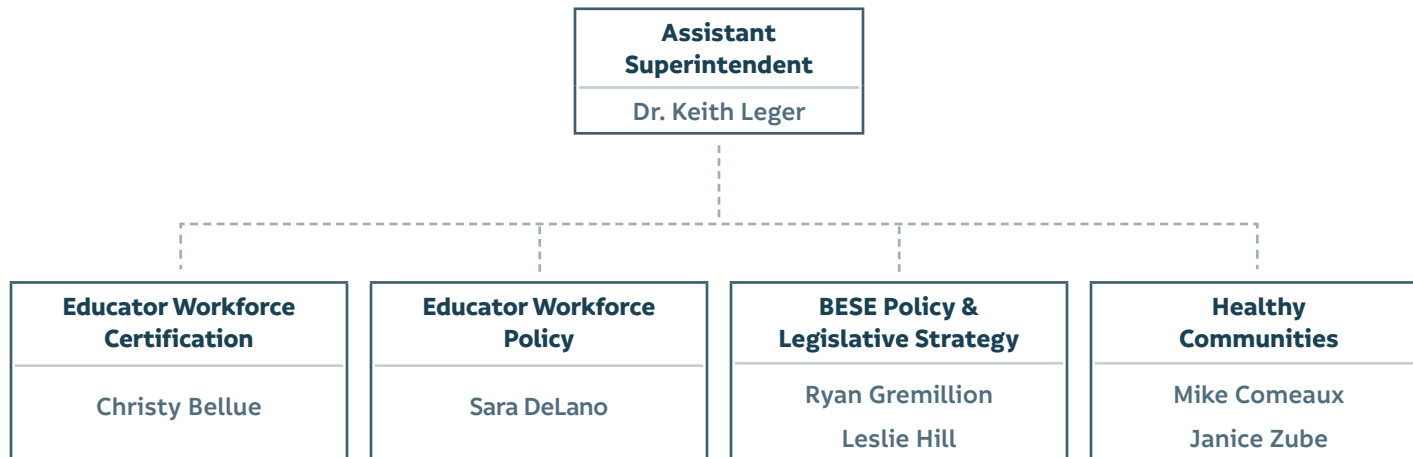 Assistant
Superintendent
Dr. Keith Leger
Educator Workforce
Certification
Christy Bellue
Educator Workforce
Policy
Sara DeLano
BESE Policy &
Legislative Strategy
Ryan Gremillion
Leslie Hill
Healthy
Communities
Mike Comeaux
Janice Zube